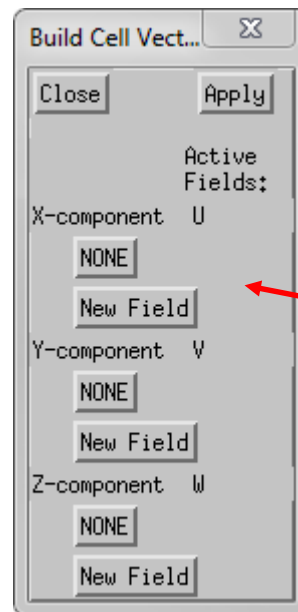 Build Cell Vect...
Close Apply
Active
Fields:
X-component U
NONE
New Field
Y-component V
NONE
New Field
Z-component W
NONE
New Field